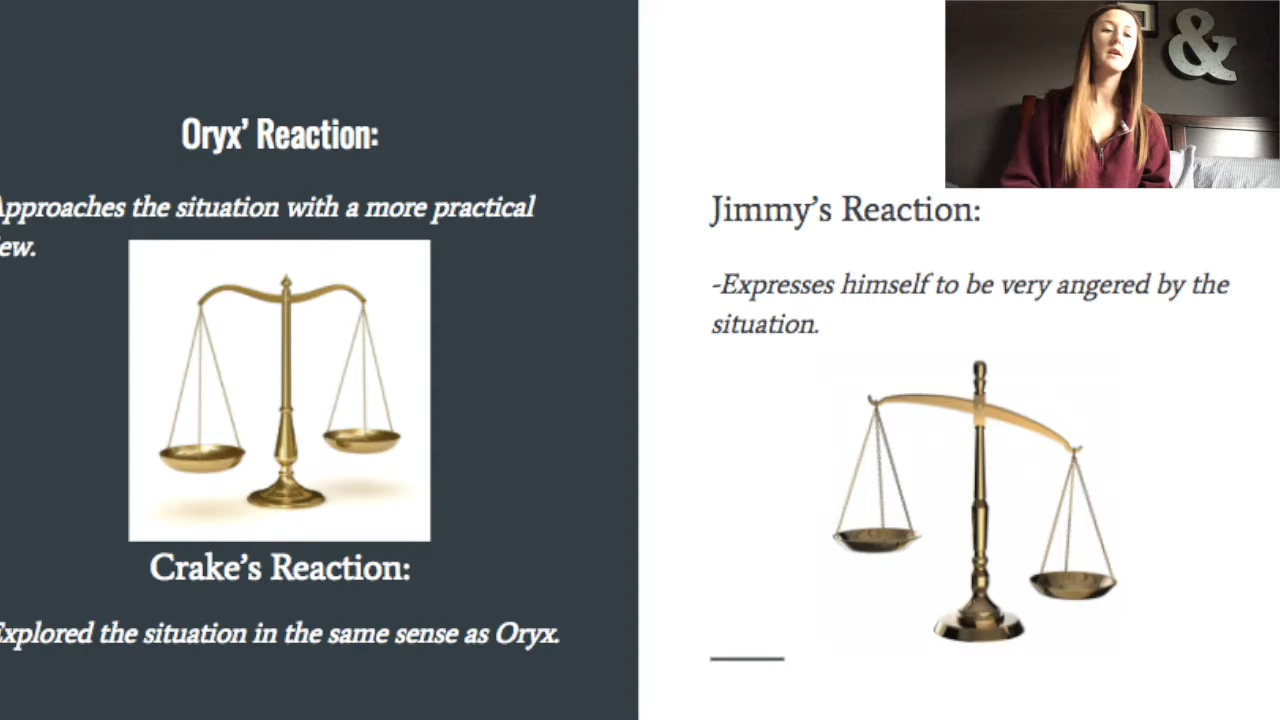 Oryx’ Reaction:
Approaches the situation with a more practical
iew.
Crake’s Reaction:
Explored the situation in the same sense as Oryx.
Jimmy’s Reaction:
-Expresses himself to be very angered by the
situation.
&